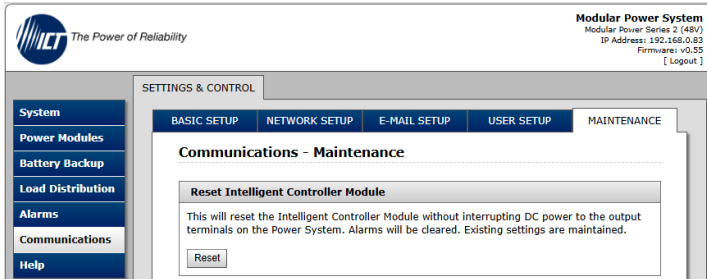 ICT The Power of Reliability
Modular Power System
Modular Power Series 2 (48V)
IP Address: 192.168.0.83
Firmware: v0.55
[ Logout ]
SETTINGS & CONTROL
System
Power Modules
Battery Backup
Load Distribution
Alarms
Communications
Help
BASIC SETUP NETWORK SETUP E-MAIL SETUP USER SETUP MAINTENANCE
Communications - Maintenance
Reset Intelligent Controller Module
This will reset the Intelligent Controller Module without interrupting DC power to the output
terminals on the Power System. Alarms will be cleared. Existing settings are maintained.
Reset